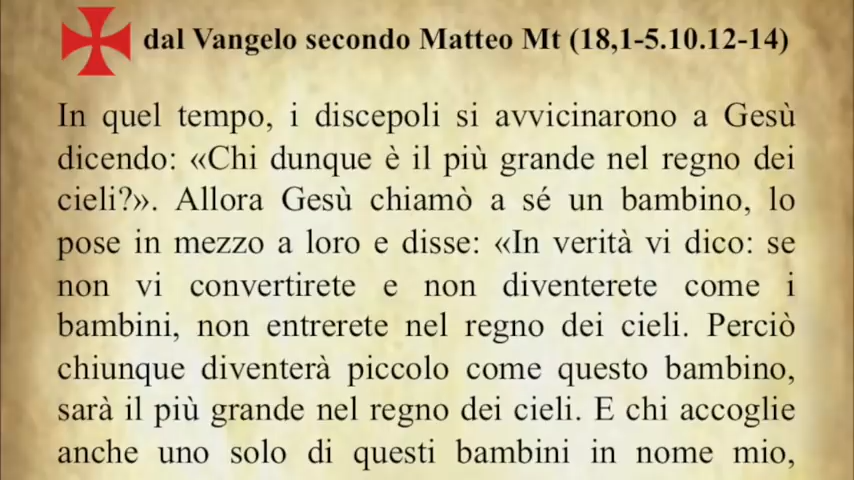 dal Vangelo secondo Matteo Mt (18,1-5.10.12-14)
In quel tempo, i discepoli si avvicinarono a Gesù
dicendo: «Chi dunque è il più grande nel regno dei
cieli?». Allora Gesù chiamò a sé un bambino, lo
pose in mezzo a loro e disse: «In verità vi dico: se
non vi convertirete e non diventerete come i
bambini, non entrerete nel regno dei cieli. Perciò
chiunque diventerà piccolo come questo bambino,
sarà il più grande nel regno dei cieli. E chi accoglie
anche uno solo di questi bambini in nome mio,